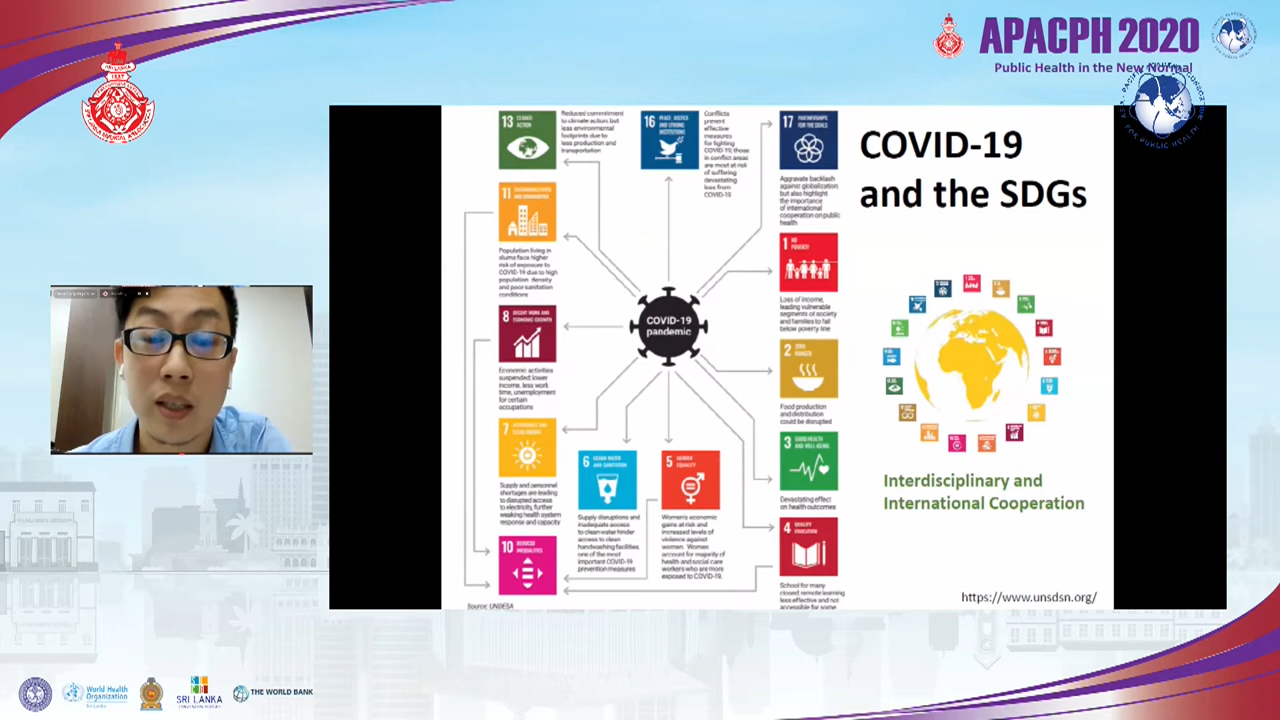 APACPH 2020
Public Health in the New Normal
SRI LANKA
1887
SRI LANKA MEDICAL ASSOCIATION
COVID-19
and the SDGs
13 CLIMATE
ACTION
Reduced commitment
to climate action but
less environmental
footprints due to
less production and
transportation
16 PEACE, JUSTICE
AND STRONG
INSTITUTIONS
Conflicts
prevent
effective
measures
for fighting
COVID-19; those
in conflict areas
are most at risk
of suffering
devastating
loss from
COVID-19
17 PARTNERSHIPS
FOR THE GOALS
Aggravate backlash
against globalization,
but also highlight
the importance
of international
cooperation on public
health
11
Population living in
slums face higher
risk of exposure to
COVID-19 due to high
population density
and poor sanitation
conditions
1 NO
POVERTY
Loss of income,
leading vulnerable
segments of society
and families to fall
below poverty line
COVID-19
pandemic
8 DECENT WORK AND
ECONOMIC GROWTH
Economic activities
suspended lower
income, less work
time, unemployment
for certain
occupations
2 ZERO
HUNGER
Food production
and distribution
could be disrupted
7
Supply and personnel
shortages are leading
to disrupted access
to electricity, further
weaking health system
response and capacity
6 CLEAN WATER
AND SANITATION
Supply disruptions and
inadequate access
to clean water hinder
access to clean
handwashing facilities,
one of the most
important COVID-19
prevention measures
5 GENDER
EQUALITY
Women's economic
gains at risk and
increased levels of
violence against
women. Women
account for majority of
health and social care
workers who are more
exposed to COVID-19.
3 GOOD HEALTH
AND WELL-BEING
Devastating effect
on health outcomes
4 QUALITY
EDUCATION
School for many
closed; remote learning
less effective and not
accessible for some
10 REDUCED
INEQUALITIES
Source: UNDESA
Interdisciplinary and
International Cooperation
https://www.unsdsn.org/
World Health
Organization
Sri Lanka
SRI LANKA
CONVENTION BUREAU
THE WORLD BANK